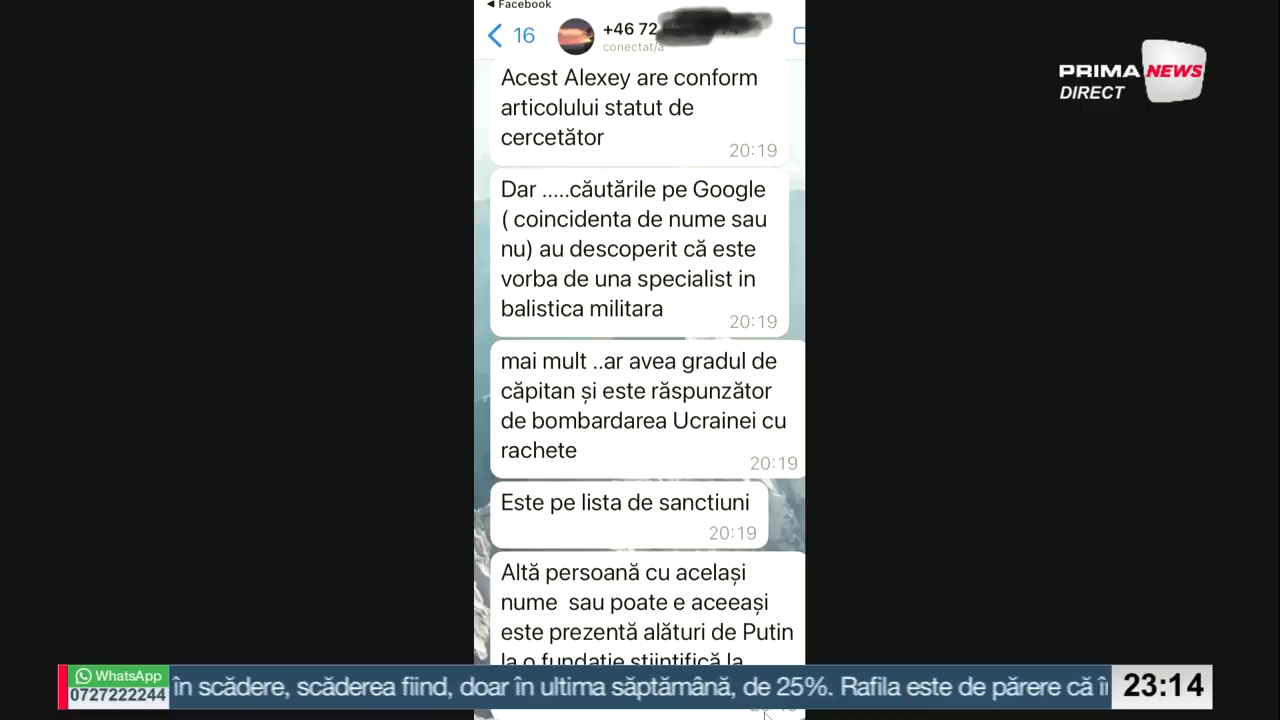 Facebook
16
+46 72
conectat/a
PRIMA NEWS
DIRECT
Acest Alexey are conform
articolului statut de
cercetător
20:19
Dar .....căutările pe Google
( coincidenta de nume sau
nu) au descoperit că este
vorba de una specialist in
balistica militara
20:19
mai mult ..ar avea gradul de
căpitan și este răspunzător
de bombardarea Ucrainei cu
rachete
20:19
Este pe lista de sanctiuni
20:19
Altă persoană cu același
nume  sau poate e aceeași
este prezentă alături de Putin
la o fundație științifică la
WhatsApp
0727222244
în scădere, scăderea fiind, doar în ultima săptămână, de 25%. Rafila este de părere că
23:14